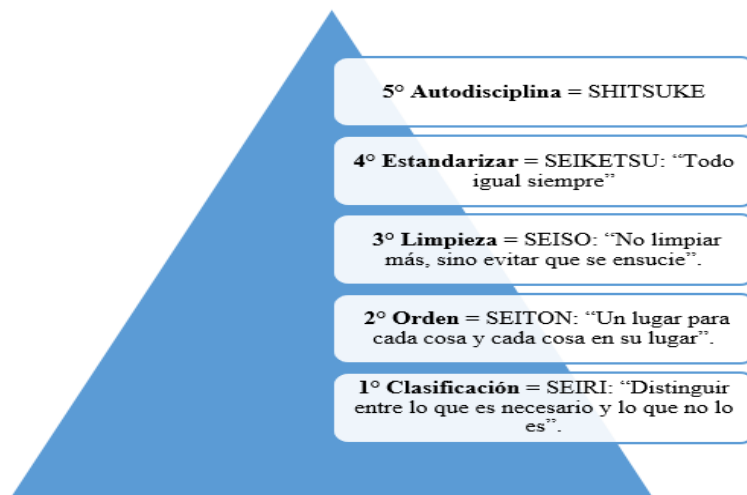 5° Autodisciplina = SHITSUKE
4° Estandarizar = SEIKETSU: “Todo
igual siempre”
3° Limpieza = SEISO: “No limpiar
más, sino evitar que se ensucie”.
2° Orden = SEITON: “Un lugar para
cada cosa y cada cosa en su lugar”.
1° Clasificación = SEIRI: “Distinguir
entre lo que es necesario y lo que no lo
es”.